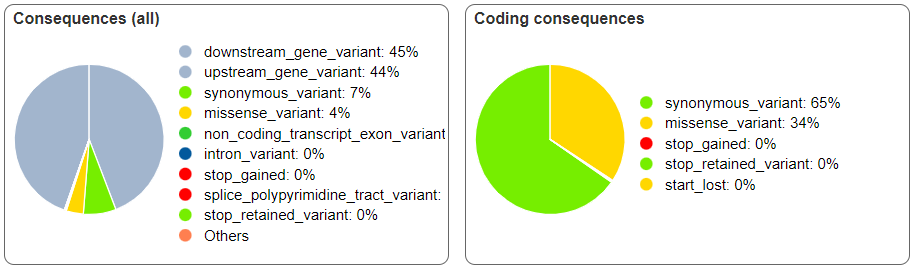 Consequences (all)
downstream_gene_variant: 45%
upstream_gene_variant: 44%
synonymous_variant: 7%
missense_variant: 4%
non_coding_transcript_exon_variant
intron_variant: 0%
stop_gained: 0%
splice_polypyrimidine_tract_variant:
stop_retained_variant: 0%
Others
Coding consequences
synonymous_variant: 65%
missense_variant: 34%
stop_gained: 0%
stop_retained_variant: 0%
start_lost: 0%